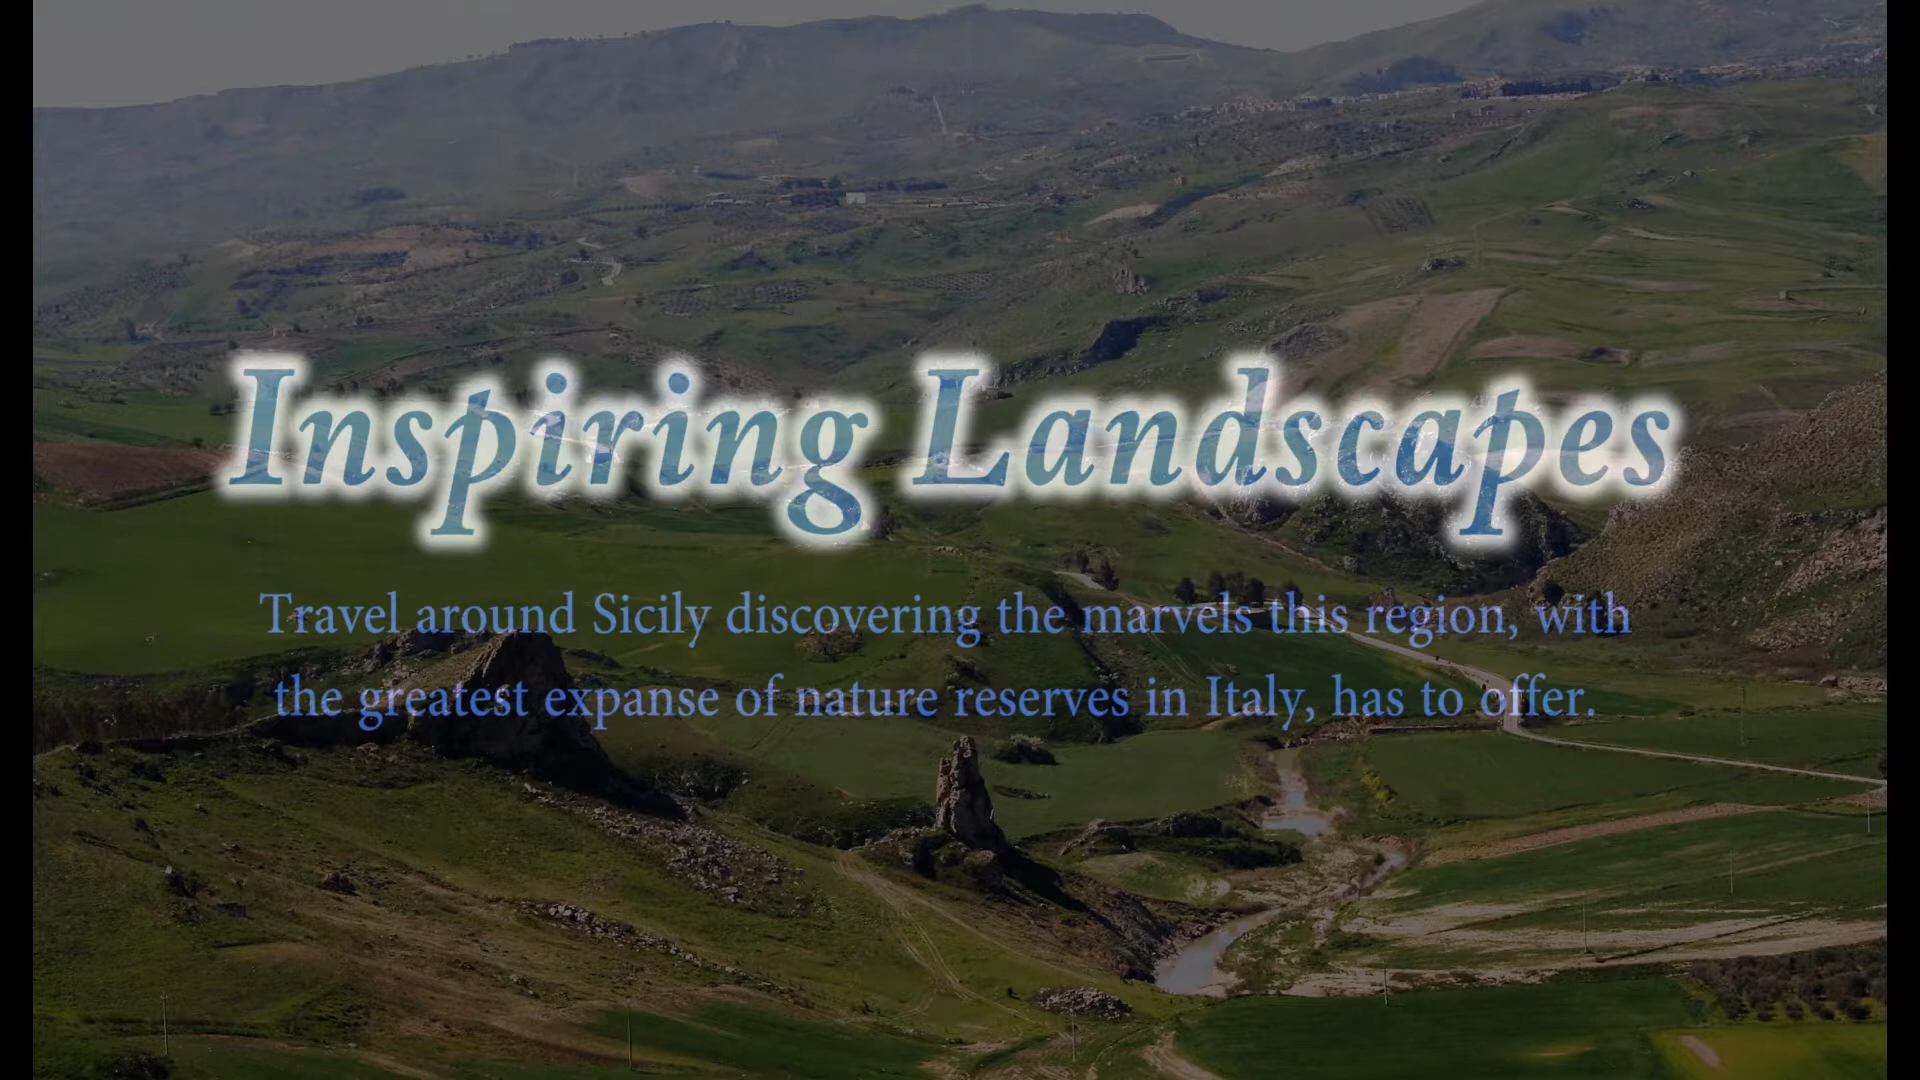 Inspiring Landscapes
Travel around Sicily discovering the marvels this region, with
the greatest expanse of nature reserves in Italy, has to offer.